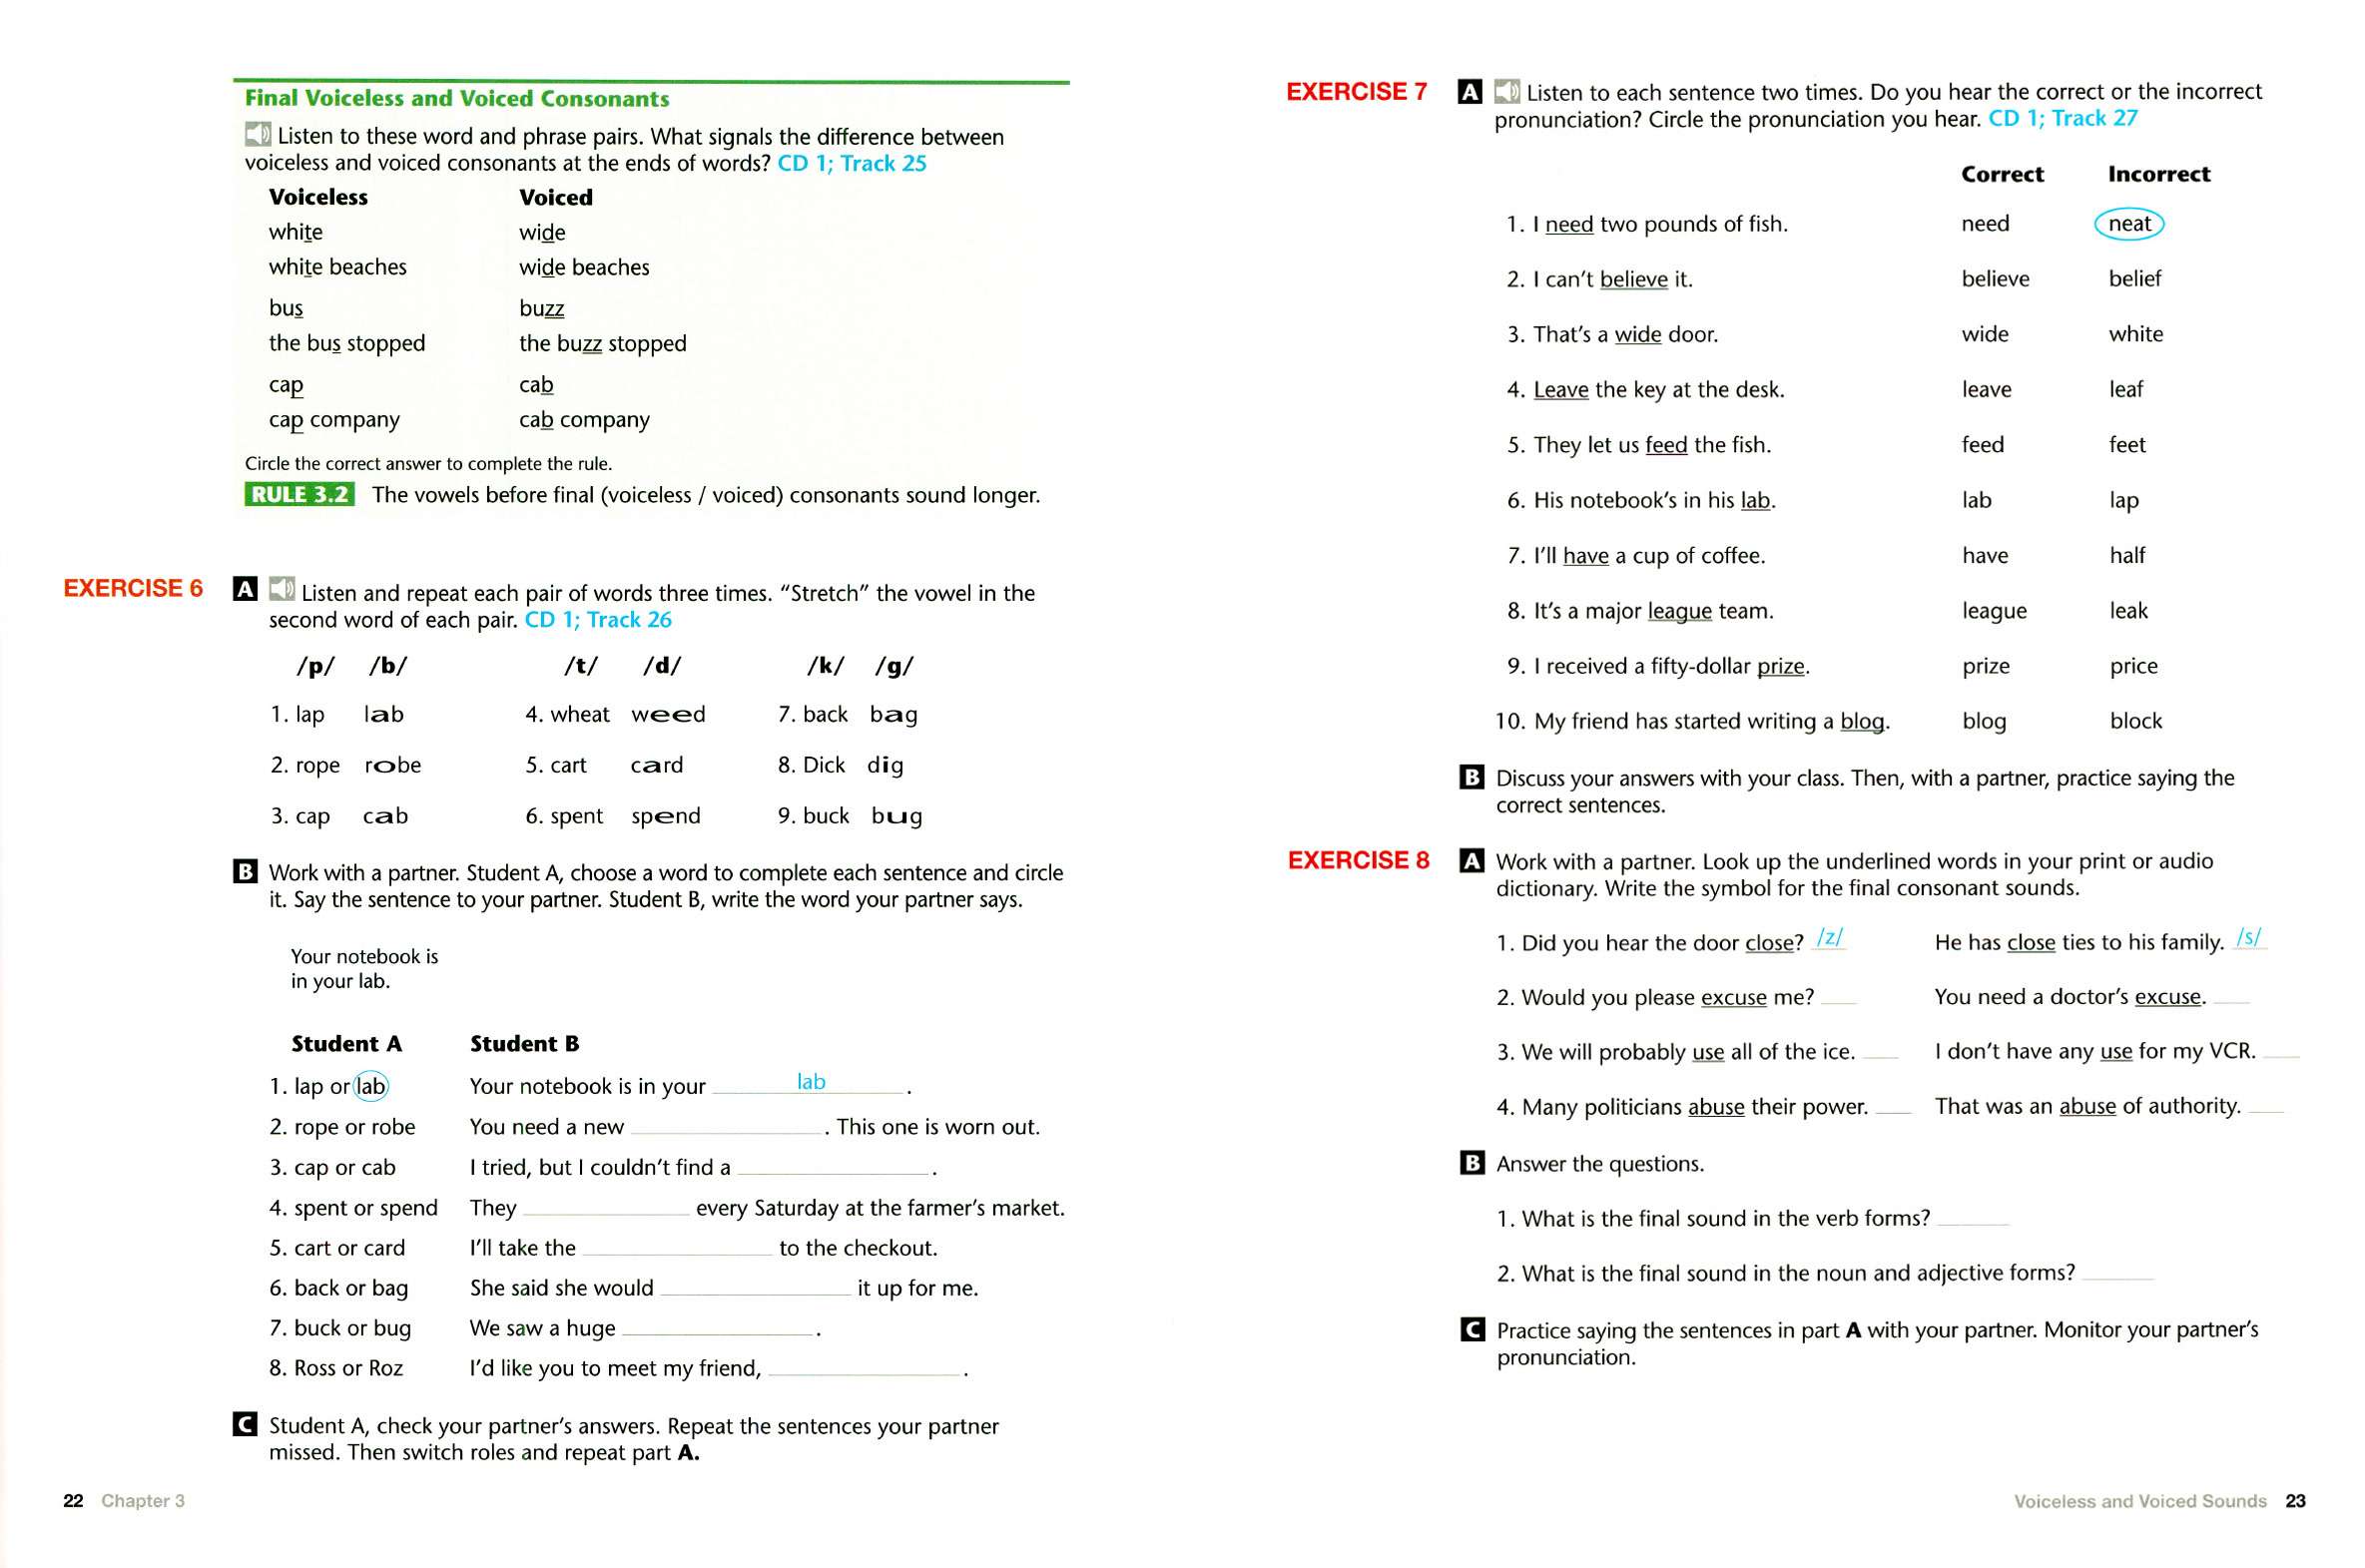 Final Voiceless and Voiced Consonants
Listen to these word and phrase pairs. What signals the difference between
voiceless and voiced consonants at the ends of words? CD 1; Track 25
Voiceless Voiced
white wide
white beaches wide beaches
bus buzz
the bus stopped the buzz stopped
cap cab
cap company cab company
Circle the correct answer to complete the rule.
RULE 3.2 The vowels before final (voiceless / voiced) consonants sound longer.
EXERCISE 6 A Listen and repeat each pair of words three times. "Stretch" the vowel in the
second word of each pair. CD 1; Track 26
/p/ /b/ /t/ /d/ /k/ /g/
1. lap lab 4. wheat weed 7. back bag
2. rope robe 5. cart card 8. Dick dig
3. cap cab 6. spent spend 9. buck bug
B Work with a partner. Student A, choose a word to complete each sentence and circle
it. Say the sentence to your partner. Student B, write the word your partner says.
Your notebook is
in your lab.
Student A Student B
1. lap or lab Your notebook is in your lab .
2. rope or robe You need a new ____. This one is worn out.
3. cap or cab I tried, but I couldn't find a ____.
4. spent or spend They ____ every Saturday at the farmer's market.
5. cart or card I'll take the ____ to the checkout.
6. back or bag She said she would ____ it up for me.
7. buck or bug We saw a huge ____.
8. Ross or Roz I'd like you to meet my friend, ____.
C Student A, check your partner's answers. Repeat the sentences your partner
missed. Then switch roles and repeat part A.
22 Chapter 3
EXERCISE 7 A Listen to each sentence two times. Do you hear the correct or the incorrect
pronunciation? Circle the pronunciation you hear. CD 1; Track 27
Correct Incorrect
1. I need two pounds of fish. need neat
2. I can't believe it. believe belief
3. That's a wide door. wide white
4. Leave the key at the desk. leave leaf
5. They let us feed the fish. feed feet
6. His notebook's in his lab. lab lap
7. I'll have a cup of coffee. have half
8. It's a major league team. league leak
9. I received a fifty-dollar prize. prize price
10. My friend has started writing a blog. blog block
B Discuss your answers with your class. Then, with a partner, practice saying the
correct sentences.
EXERCISE 8 A Work with a partner. Look up the underlined words in your print or audio
dictionary. Write the symbol for the final consonant sounds.
1. Did you hear the door close? /z/ He has close ties to his family. /s/
2. Would you please excuse me? ____ You need a doctor's excuse. ____
3. We will probably use all of the ice. ____ I don't have any use for my VCR. ____
4. Many politicians abuse their power. ____ That was an abuse of authority. ____
B Answer the questions.
1. What is the final sound in the verb forms? ____
2. What is the final sound in the noun and adjective forms? ____
C Practice saying the sentences in part A with your partner. Monitor your partner's
pronunciation.
Voiceless and Voiced Sounds 23